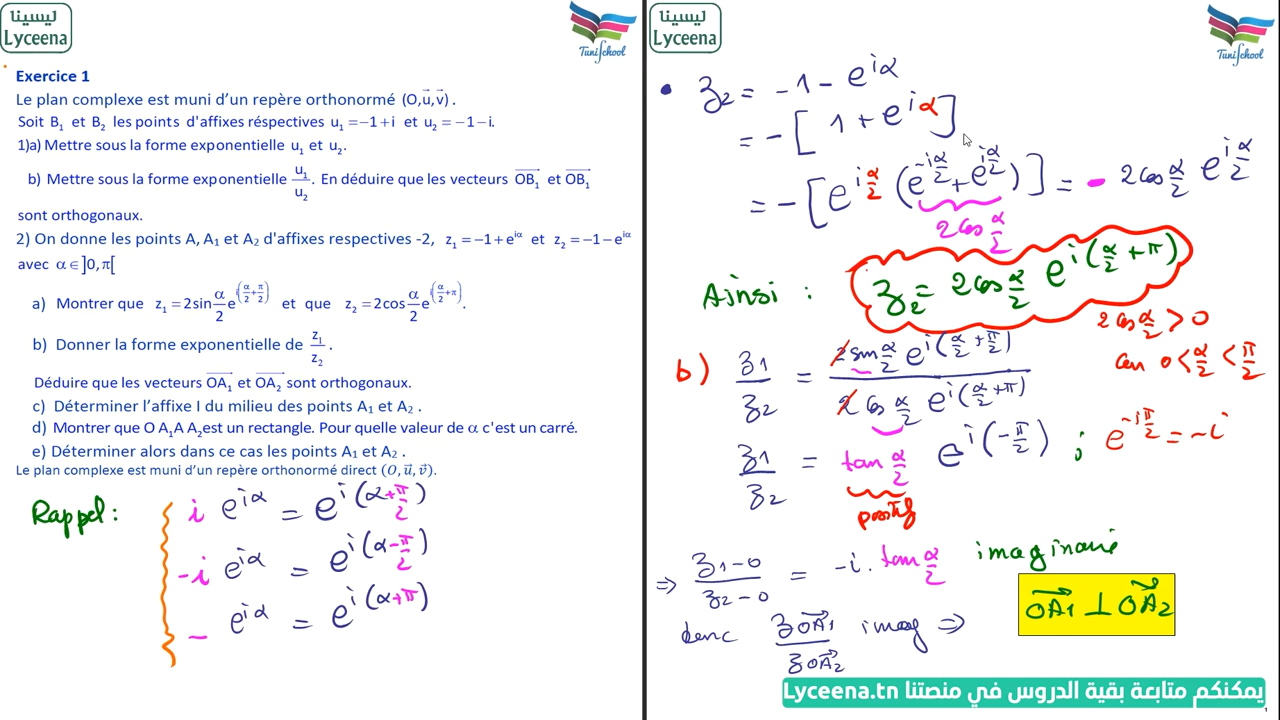 ليسينا
Lyceena
TuniSchool
Exercice 1
Le plan complexe est muni d'un repère orthonormé (O,u⃗,v⃗).
Soit B₁ et B₂ les points d'affixes réspectives u₁ = −1 + i et u₂ = −1 − i.
1)a) Mettre sous la forme exponentielle u₁ et u₂.
b) Mettre sous la forme exponentielle u₁/u₂. En déduire que les vecteurs OB₁ et OB₁
sont orthogonaux.
2) On donne les points A, A₁ et A₂ d'affixes respectives -2, z₁ = −1 + e^{iα} et z₂ = −1 − e^{iα}
avec α ∈ ]0,π[
a) Montrer que z₁ = 2sin α/2 e^{i(α/2+π/2)} et que z₂ = 2cos α/2 e^{i(α/2+π)}.
b) Donner la forme exponentielle de z₁/z₂.
Déduire que les vecteurs OA₁ et OA₂ sont orthogonaux.
c) Déterminer l'affixe I du milieu des points A₁ et A₂ .
d) Montrer que O A₁A A₂est un rectangle. Pour quelle valeur de α c'est un carré.
e) Déterminer alors dans ce cas les points A₁ et A₂ .
Le plan complexe est muni d'un repère orthonormé direct (O, u⃗, v⃗).
Rappel :
i e^{iα} = e^{i(α+π/2)}
-i e^{iα} = e^{i(α-π/2)}
- e^{iα} = e^{i(α+π)}
ليسينا
Lyceena
TuniSchool
• z₂ = -1 - e^{iα}
= -[1 + e^{iα}]
= -[e^{iα/2} (e^{-iα/2} + e^{iα/2})] = - 2cos α/2 e^{iα/2}
2cos α/2
Ainsi : z₂ = 2cos α/2 e^{i(α/2+π)}
2cos α/2 > 0
car 0 < α/2 < π/2
b) z₁/z₂ = 2sin α/2 e^{i(α/2+π/2)} / 2cos α/2 e^{i(α/2+π)}
z₁/z₂ = tan α/2 e^{i(-π/2)} ; e^{-iπ/2} = -i
positif
⇒ z₁-0/z₂-0 = -i. tan α/2 imaginaire
donc zOA₁/zOA₂ imag ⇒ OA₁ ⊥ OA₂
يمكنكم متابعة بقية الدروس في منصتنا Lyceena.tn
1